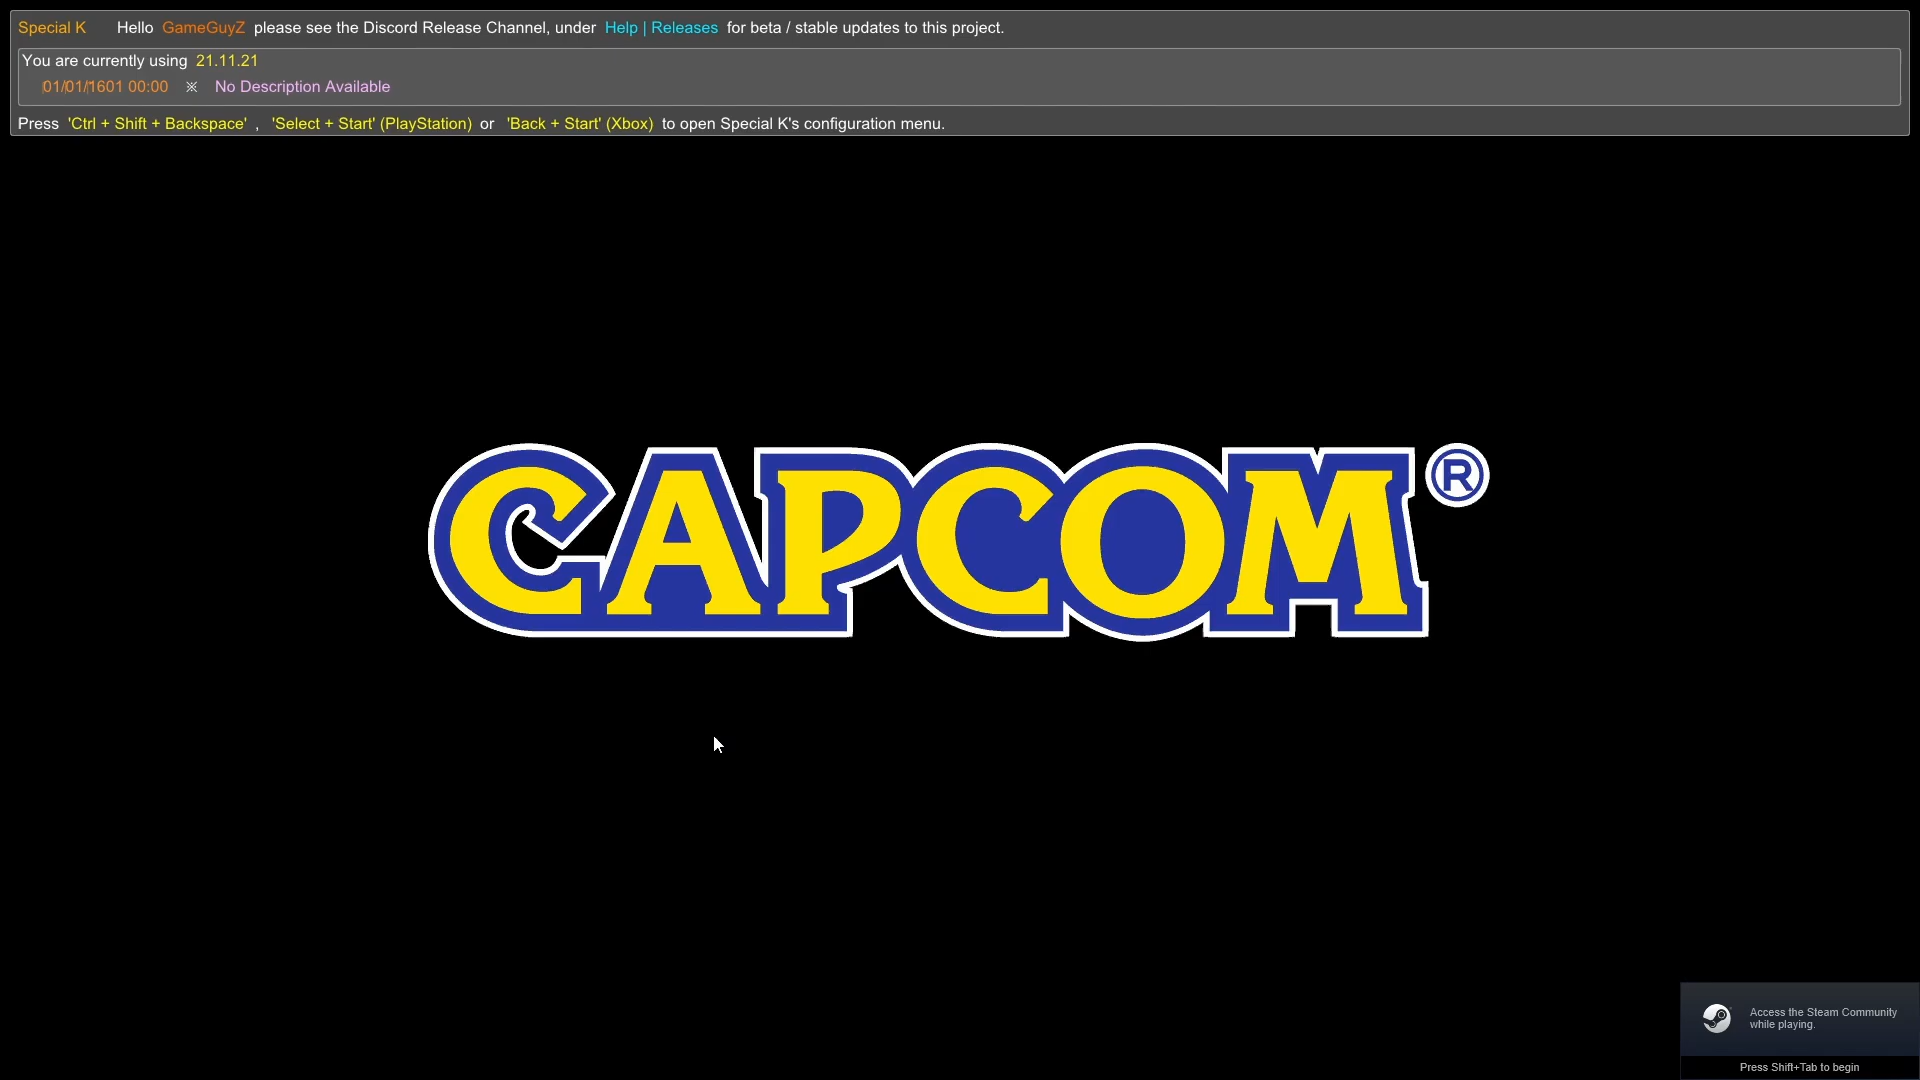 Special K Hello GameGuyZ please see the Discord Release Channel, under Help | Releases for beta / stable updates to this project.
You are currently using 21.11.21
01/01/1601 00:00 ※ No Description Available
Press 'Ctrl + Shift + Backspace' , 'Select + Start' (PlayStation) or 'Back + Start' (Xbox) to open Special K's configuration menu.
CAPCOM®
Access the Steam Community
while playing.
Press Shift+Tab to begin